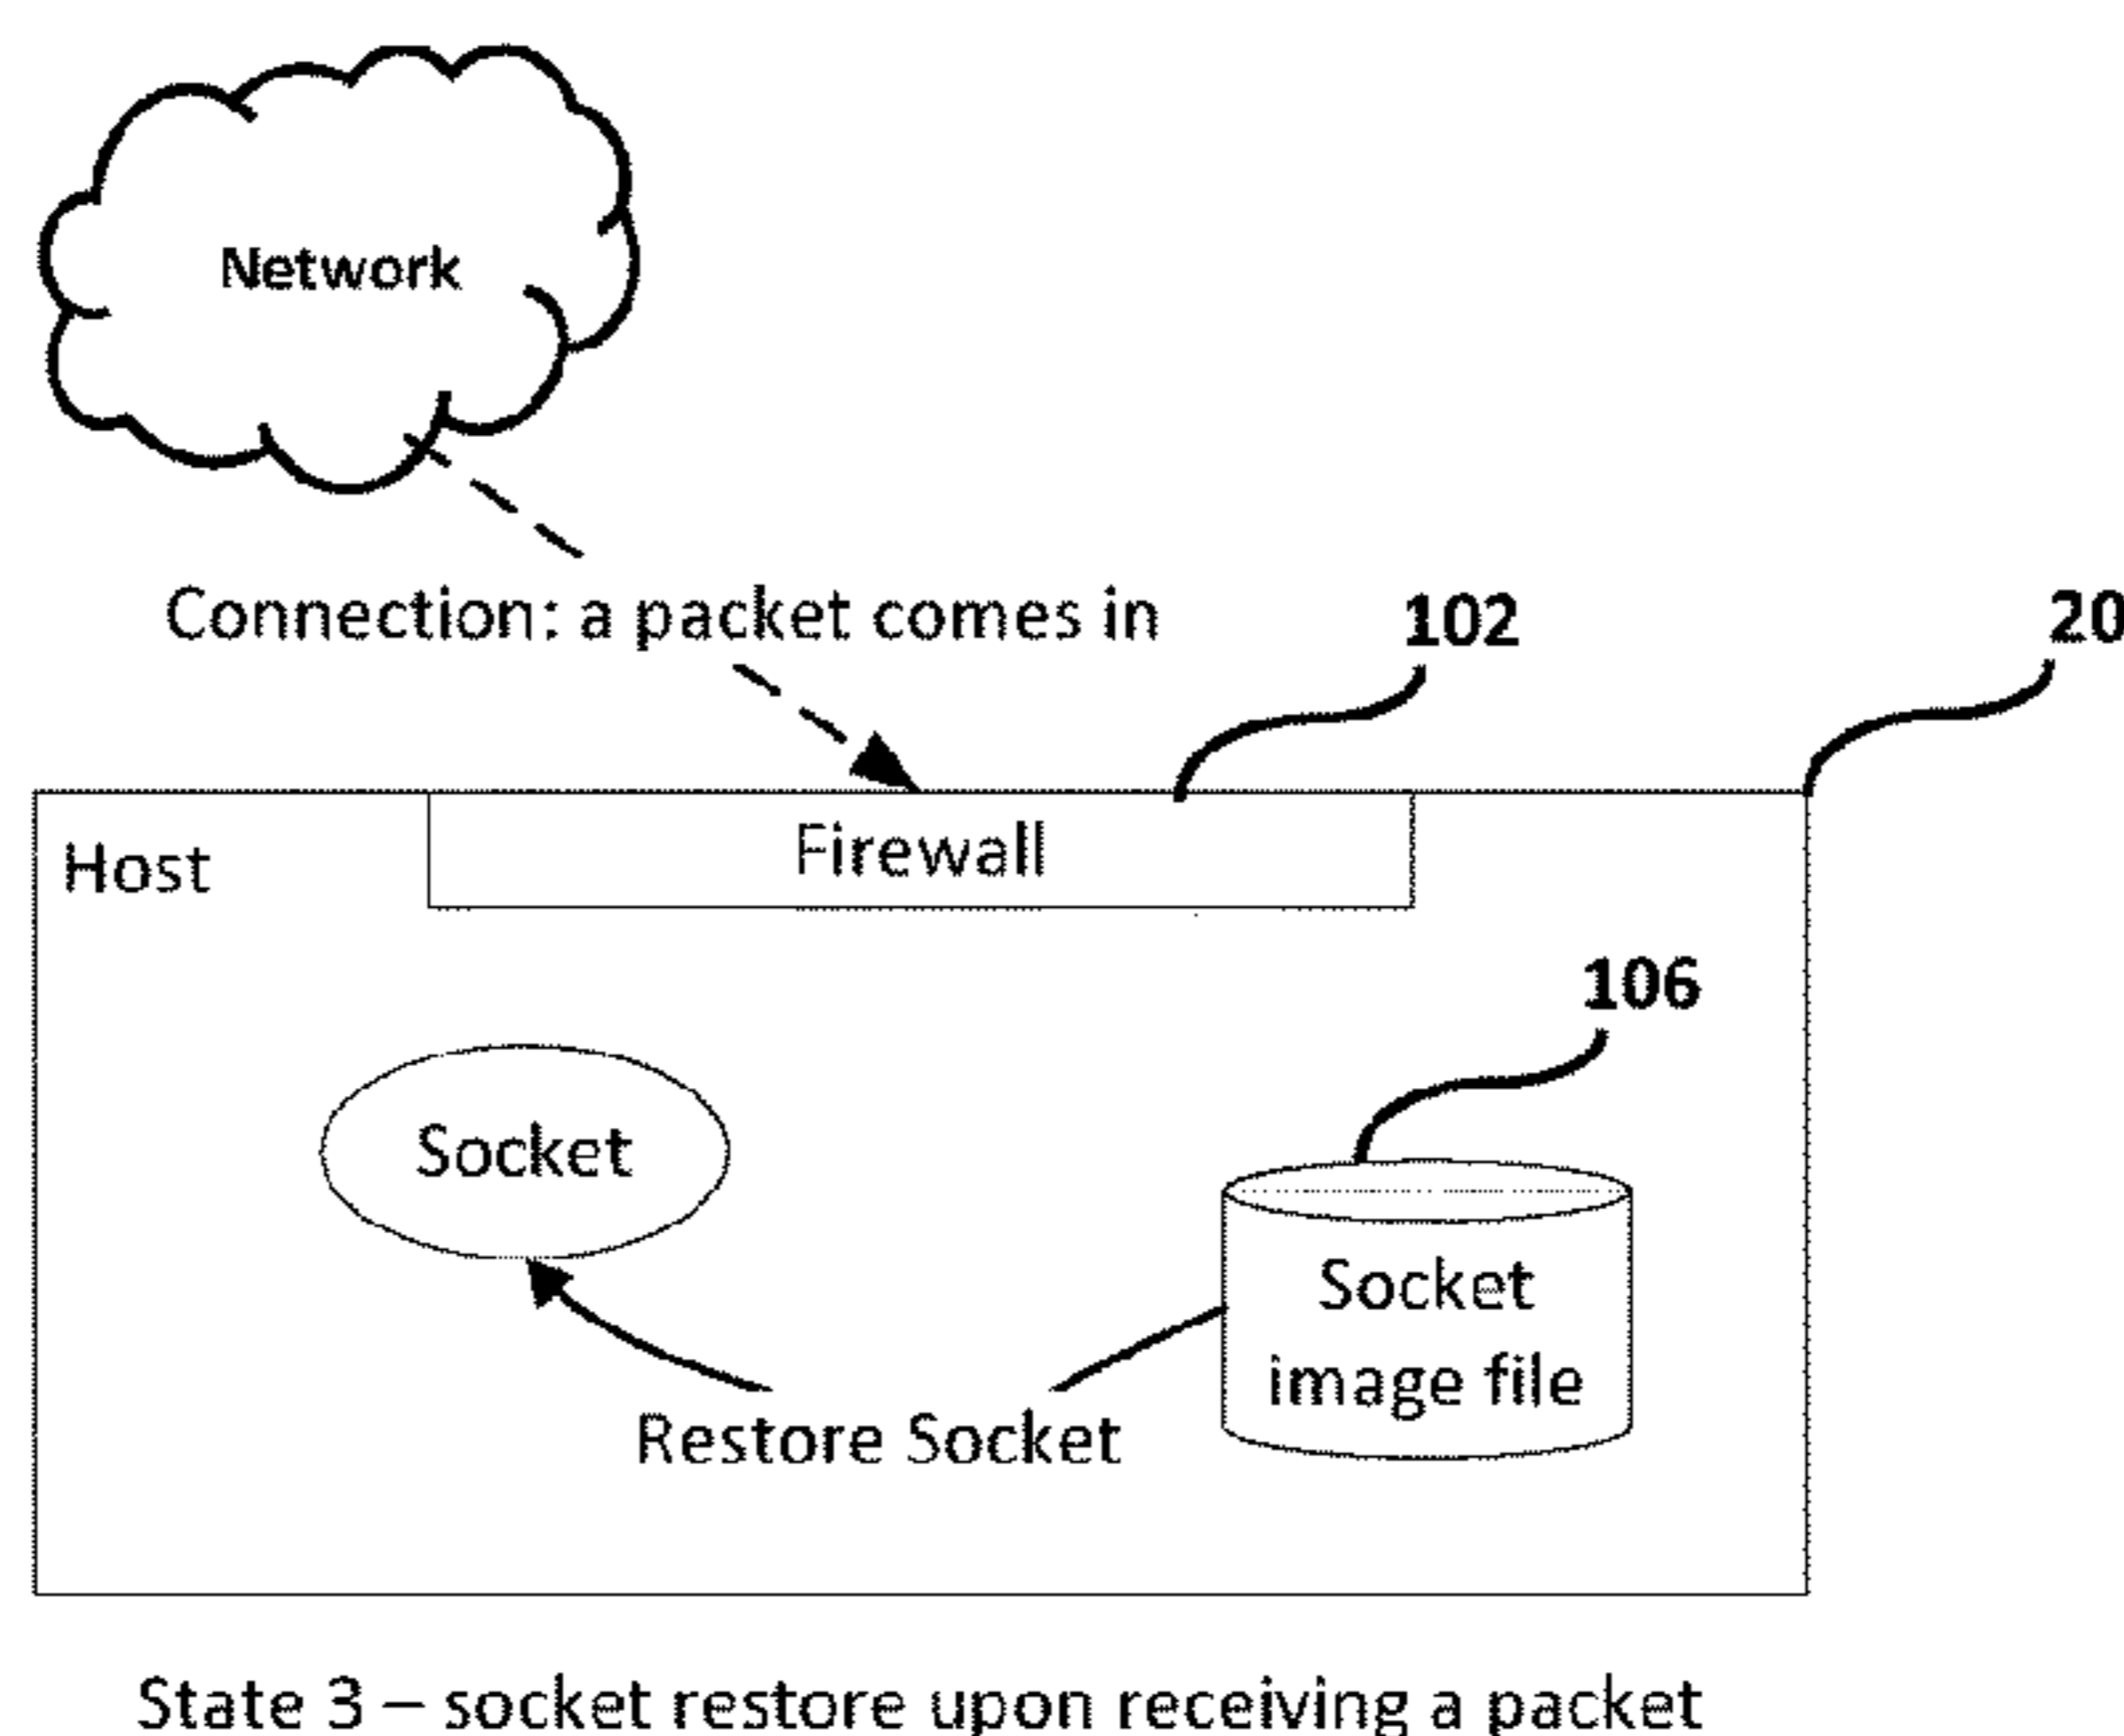 Network
Connection: a packet comes in
102
20
Host
Firewall
106
Socket
Socket
image file
Restore Socket
State 3 – socket restore upon receiving a packet